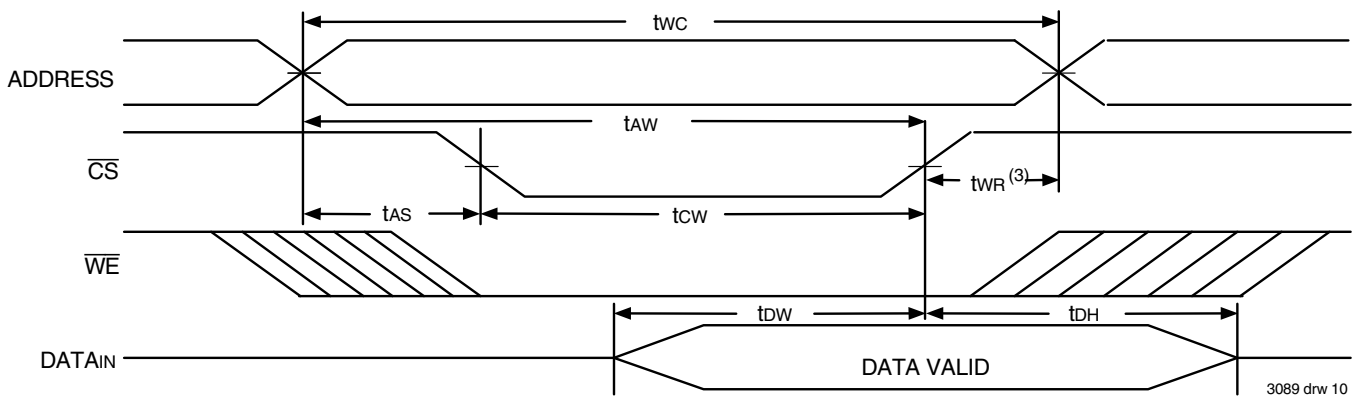 tWC
ADDRESS
tAW
CS
tWR (3)
tAS
tCW
WE
tDW
tDH
DATAIN
DATA VALID
3089 drw 10